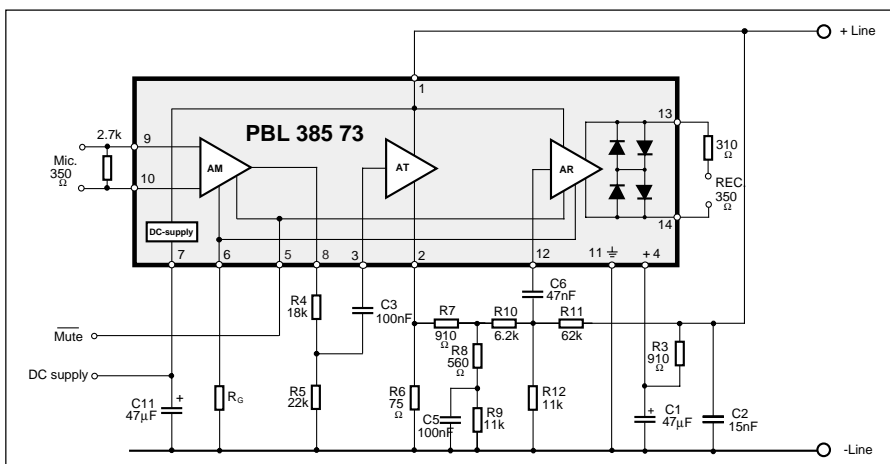 + Line
1
PBL 385 73
2.7k
9
Mic.
350
Ω
10
AM
AT
AR
13
310
Ω
REC.
350
Ω
14
DC-supply
7
6
5
8
3
2
12
11
+ 4
Mute
DC supply
C11
47µF
+
RG
R4
18k
R5
22k
C3
100nF
R7
910
Ω
R10
6.2k
R11
62k
C6
47nF
R8
560
Ω
R6
75
Ω
C5
100nF
R9
11k
R12
11k
R3
910
Ω
C1
47µF
+
C2
15nF
-Line